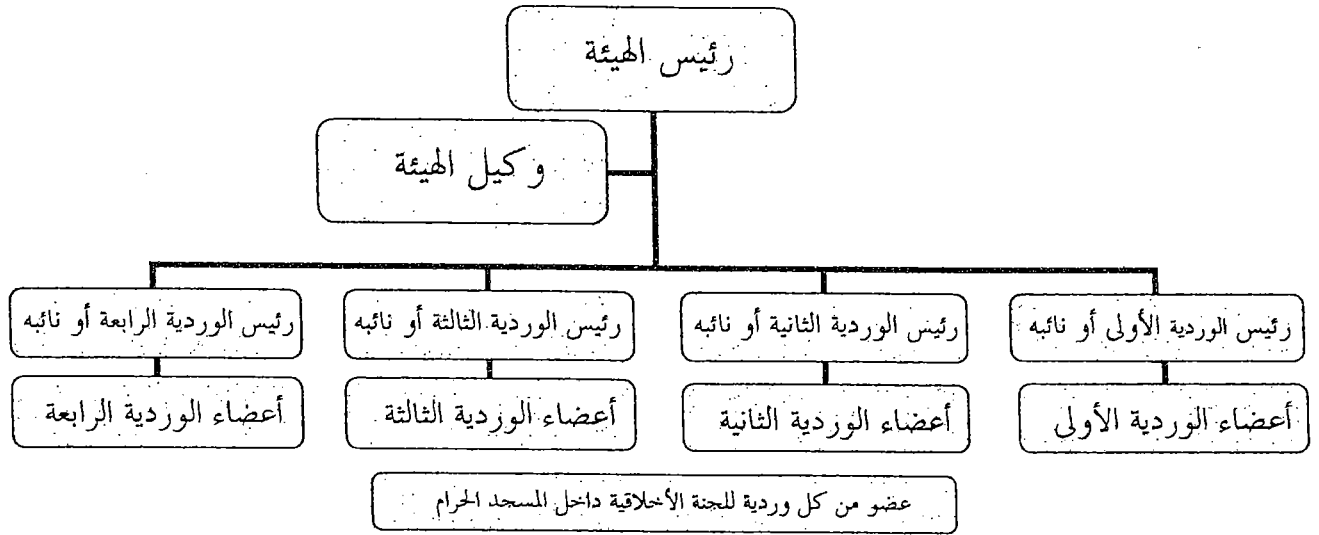 رئيس الهيئة
وكيل الهيئة
رئيس الوردية الأولى أو نائبه
رئيس الوردية الثانية أو نائبه
رئيس الوردية الثالثة أو نائبه
رئيس الوردية الرابعة أو نائبه
أعضاء الوردية الأولى
أعضاء الوردية الثانية
أعضاء الوردية الثالثة
أعضاء الوردية الرابعة
عضو من كل وردية للجنة الأخلاقية داخل المسجد الحرام